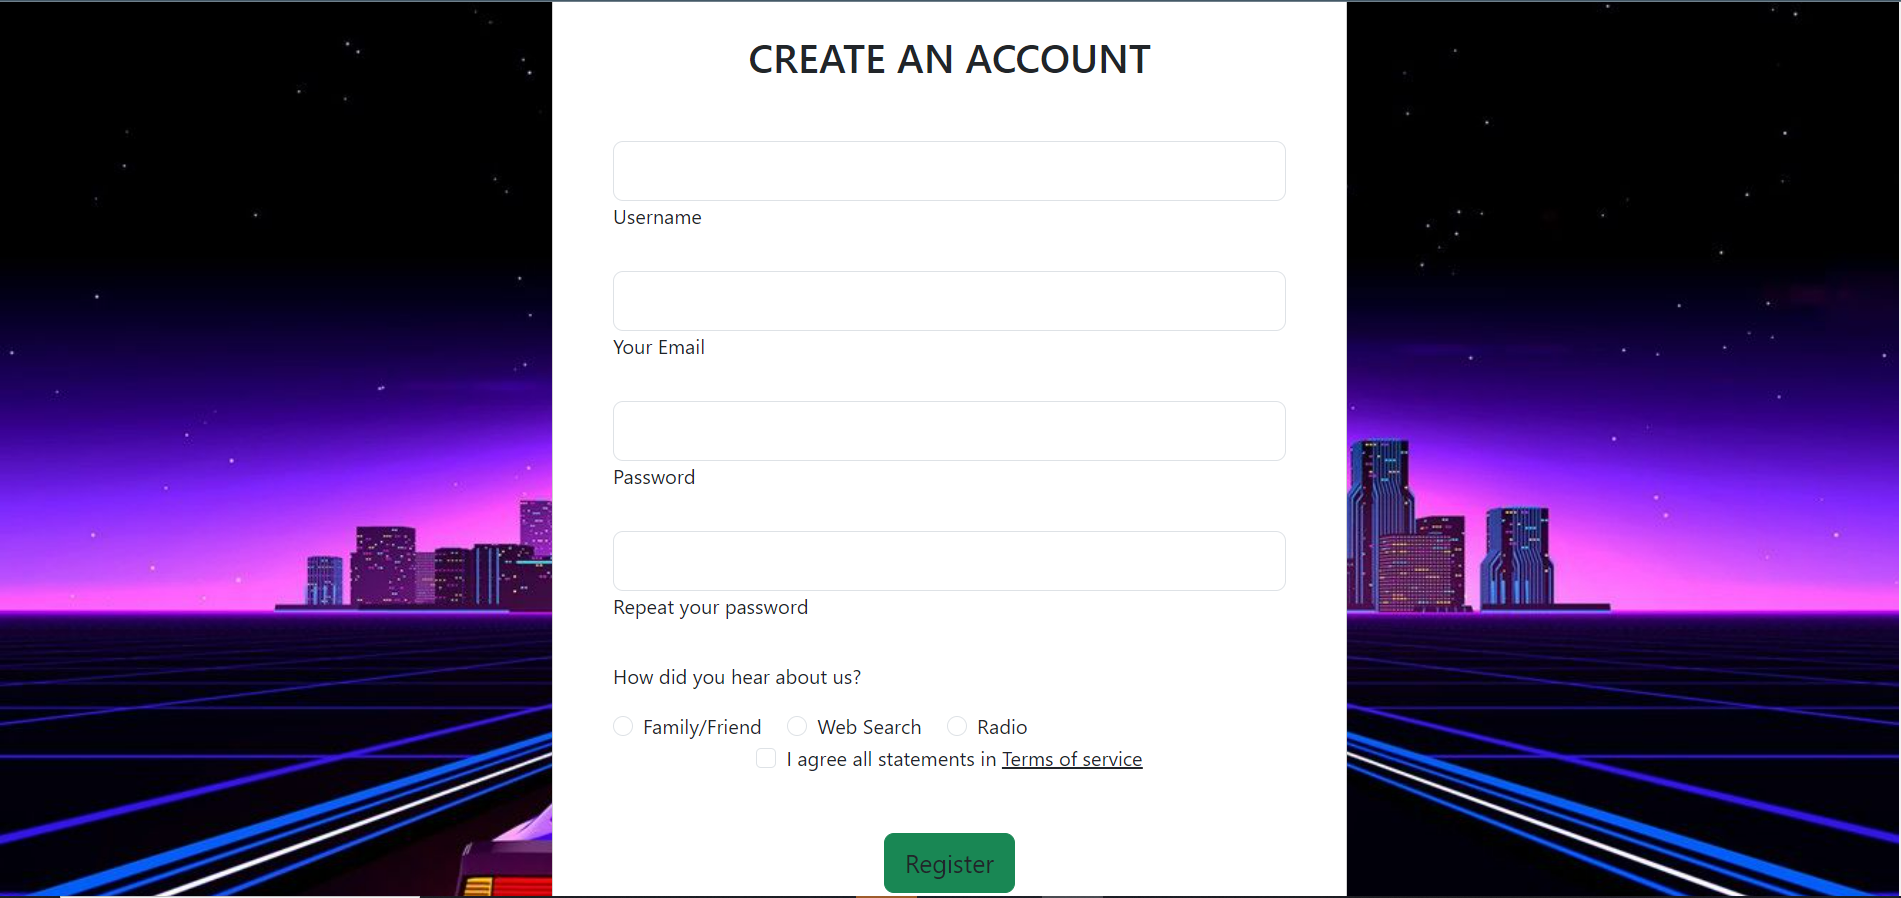 CREATE AN ACCOUNT
Username
Your Email
Password
Repeat your password
How did you hear about us?
Family/Friend Web Search Radio
I agree all statements in Terms of service
Register